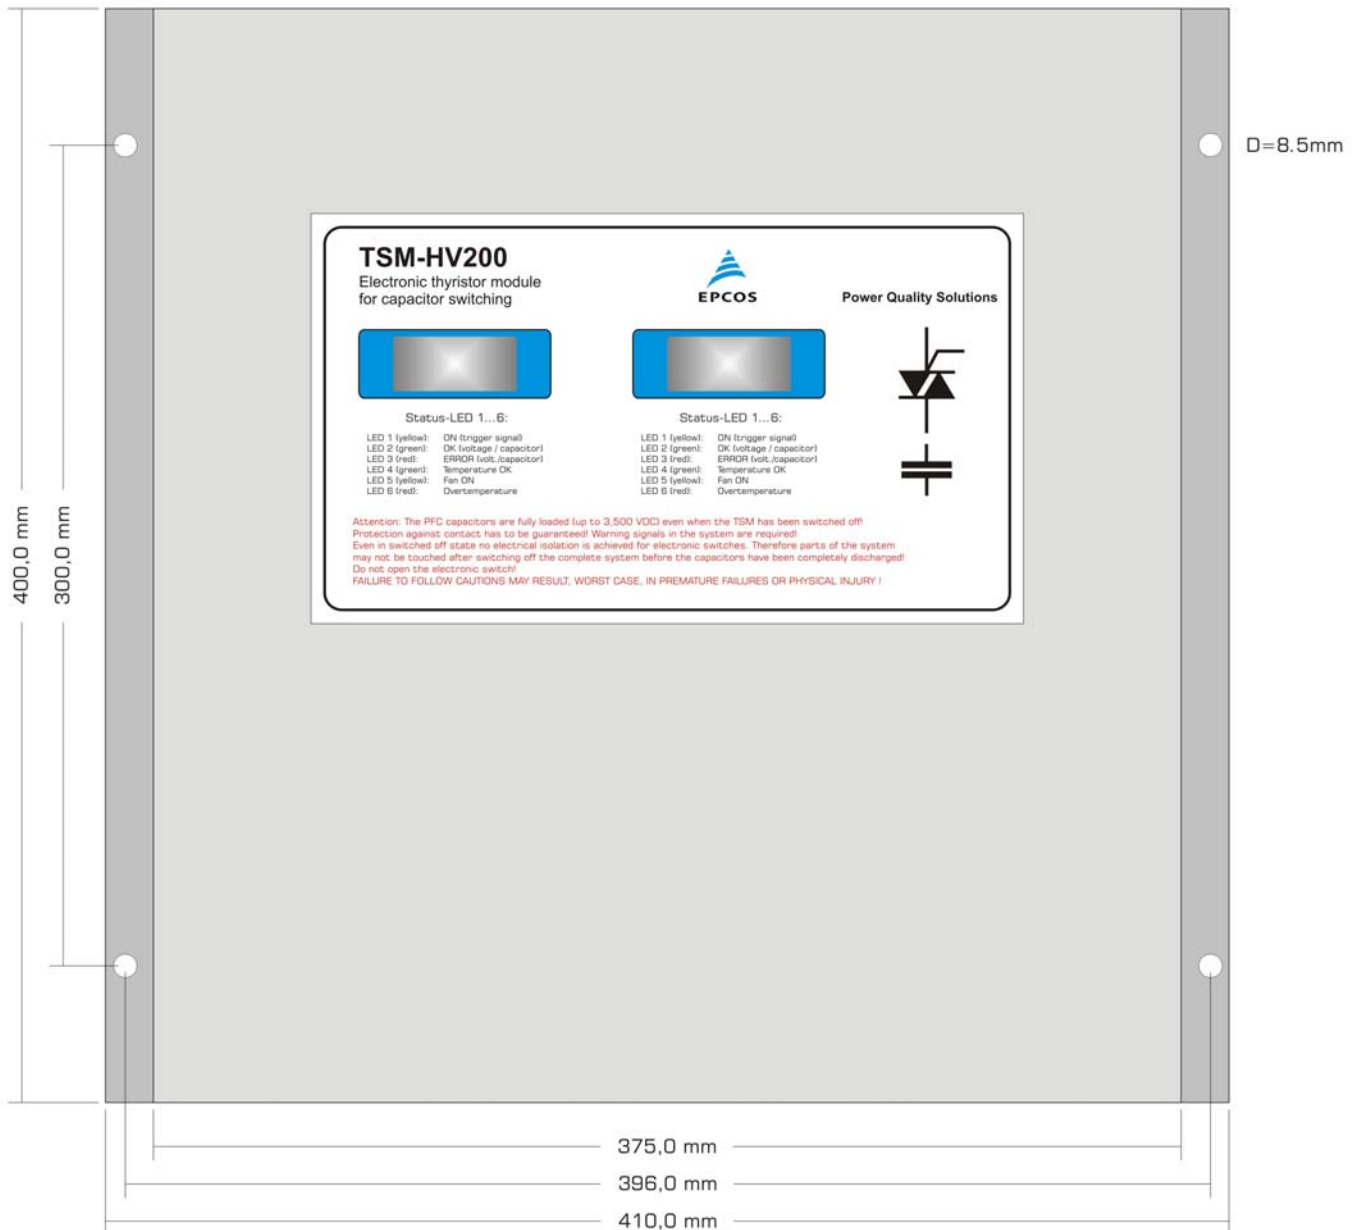 D=8.5mm
TSM-HV200
Electronic thyristor module
for capacitor switching
EPCOS
Power Quality Solutions
Status-LED 1...6:
LED 1 (yellow): ON (trigger signal)
LED 2 (green): OK (voltage / capacitor)
LED 3 (red): ERROR (volt./capacitor)
LED 4 (green): Temperature OK
LED 5 (yellow): Fan ON
LED 6 (red): Overtemperature
Status-LED 1...6:
LED 1 (yellow): ON (trigger signal)
LED 2 (green): OK (voltage / capacitor)
LED 3 (red): ERROR (volt./capacitor)
LED 4 (green): Temperature OK
LED 5 (yellow): Fan ON
LED 6 (red): Overtemperature
Attention: The PFC capacitors are fully loaded (up to 3,500 VDC) even when the TSM has been switched off!
Protection against contact has to be guaranteed! Warning signals in the system are required!
Even in switched off state no electrical isolation is achieved for electronic switches. Therefore parts of the system
may not be touched after switching off the complete system before the capacitors have been completely discharged!
Do not open the electronic switch!
FAILURE TO FOLLOW CAUTIONS MAY RESULT, WORST CASE, IN PREMATURE FAILURES OR PHYSICAL INJURY !
400,0 mm
300,0 mm
375,0 mm
396,0 mm
410,0 mm